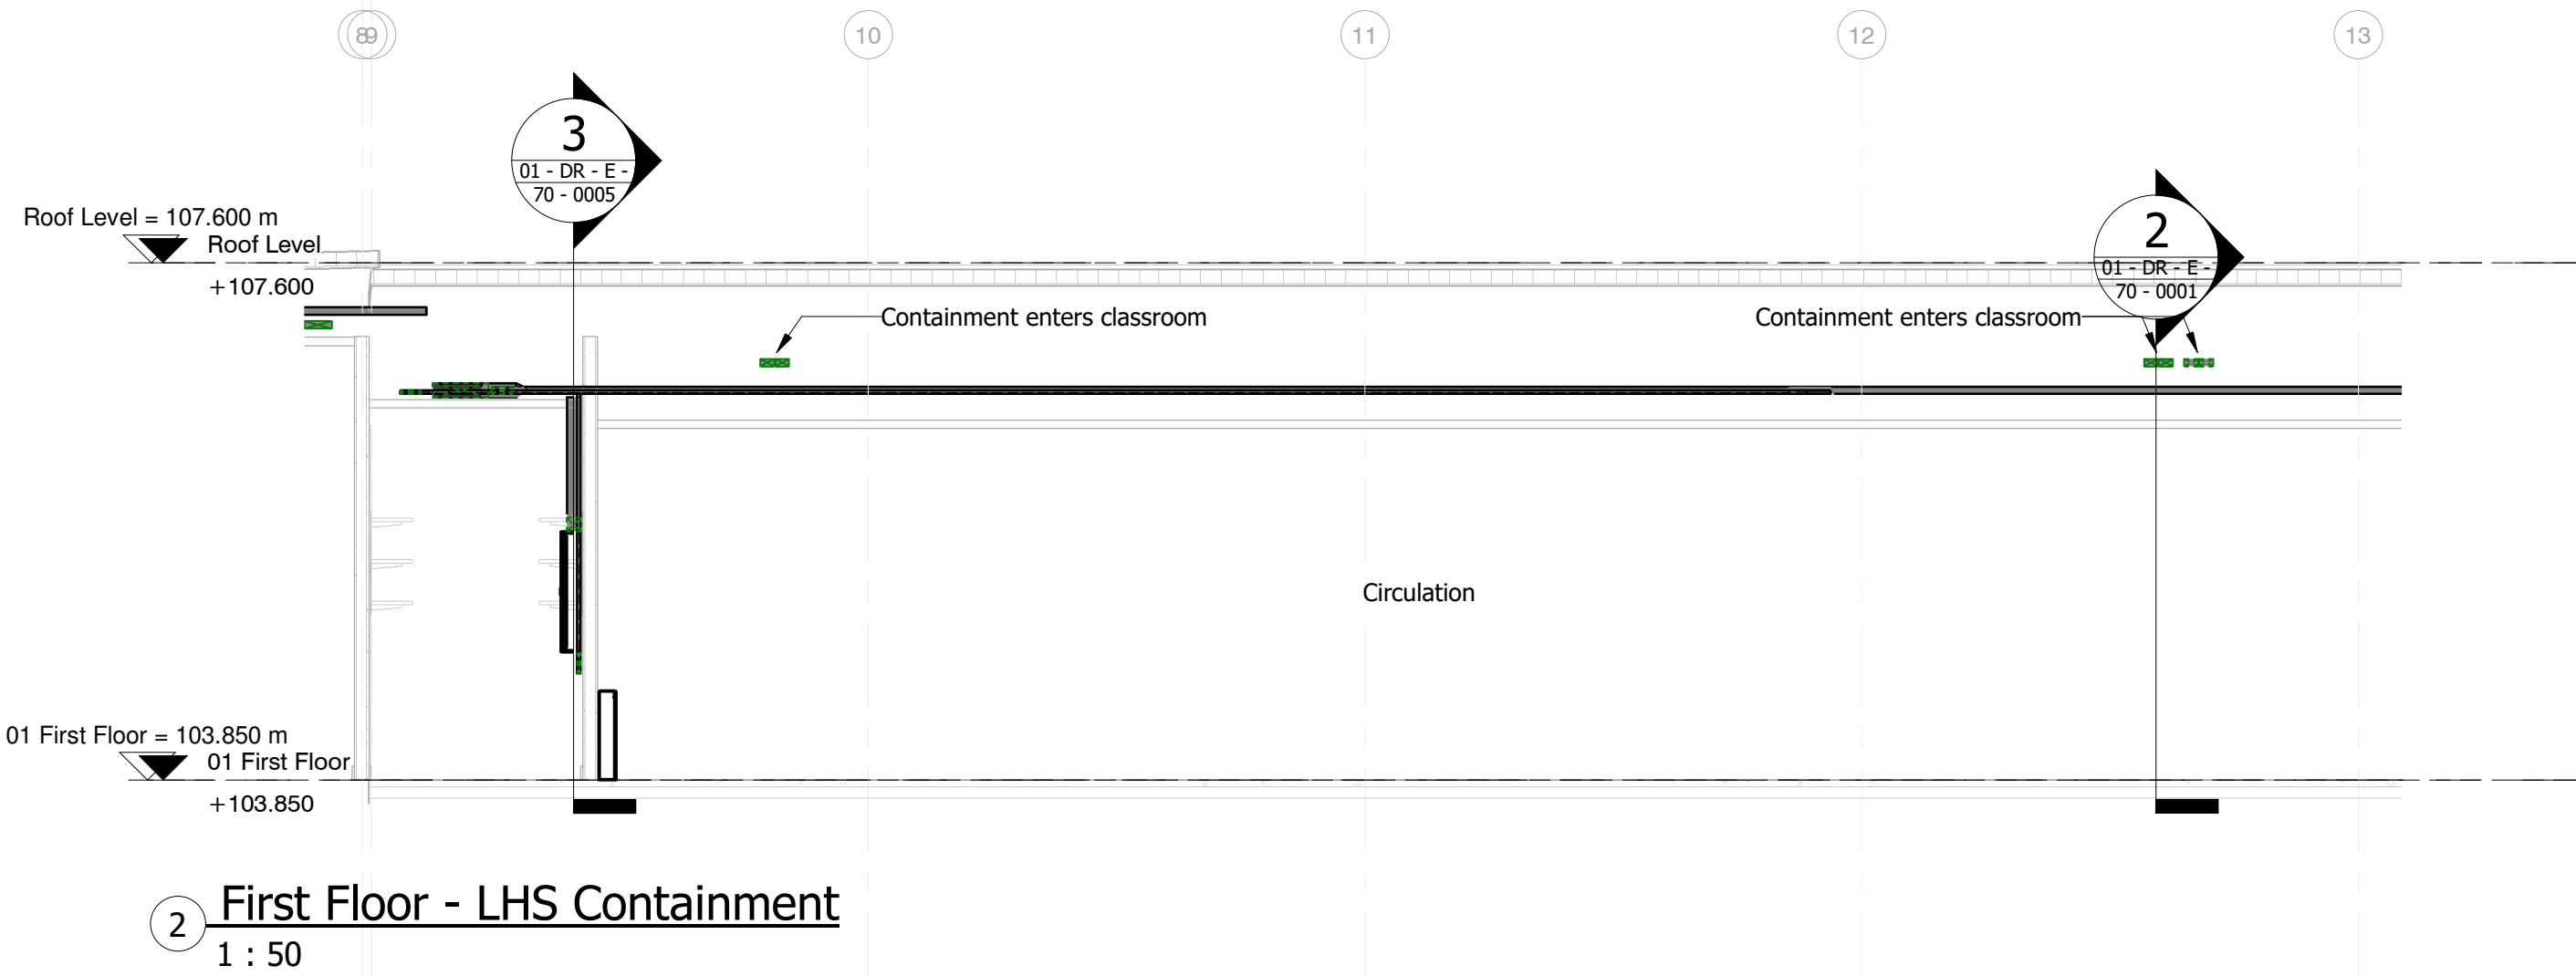 8
9
10
11
12
13
3
01 - DR - E -
70 - 0005
2
01 - DR - E -
70 - 0001
Roof Level = 107.600 m
Roof Level
+107.600
Containment enters classroom
Containment enters classroom
Circulation
01 First Floor = 103.850 m
01 First Floor
+103.850
2
First Floor - LHS Containment
1 : 50